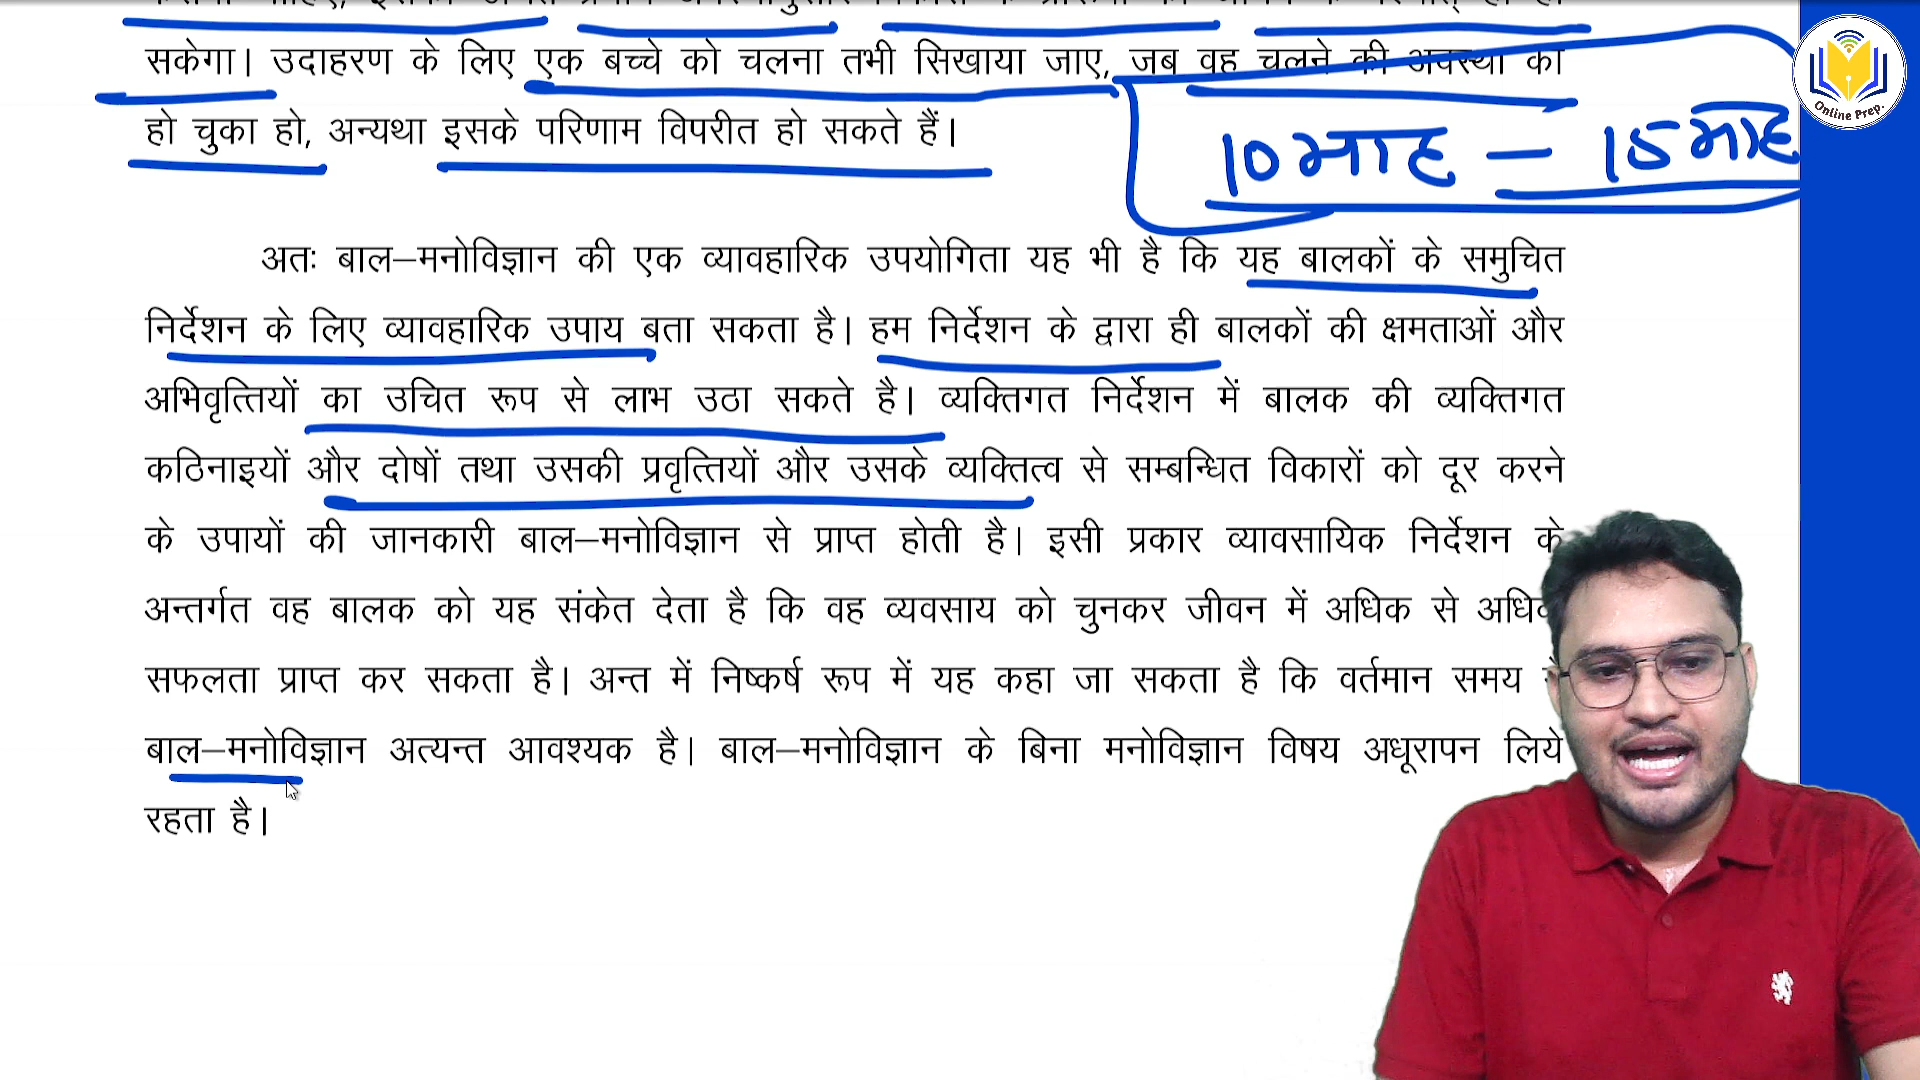 सकेगा। उदाहरण के लिए एक बच्चे को चलना तभी सिखाया जाए, जब वह चलने की अवस्था का
हो चुका हो, अन्यथा इसके परिणाम विपरीत हो सकते हैं।
10 माह – 15 माह
Online Prep.
अतः बाल–मनोविज्ञान की एक व्यावहारिक उपयोगिता यह भी है कि यह बालकों के समुचित
निर्देशन के लिए व्यावहारिक उपाय बता सकता है। हम निर्देशन के द्वारा ही बालकों की क्षमताओं और
अभिवृत्तियों का उचित रूप से लाभ उठा सकते है। व्यक्तिगत निर्देशन में बालक की व्यक्तिगत
कठिनाइयों और दोषों तथा उसकी प्रवृत्तियों और उसके व्यक्तित्व से सम्बन्धित विकारों को दूर करने
के उपायों की जानकारी बाल–मनोविज्ञान से प्राप्त होती है। इसी प्रकार व्यावसायिक निर्देशन के
अन्तर्गत वह बालक को यह संकेत देता है कि वह व्यवसाय को चुनकर जीवन में अधिक से
सफलता प्राप्त कर सकता है। अन्त में निष्कर्ष रूप में यह कहा जा सकता है कि वर्तमान समय
बाल–मनोविज्ञान अत्यन्त आवश्यक है। बाल–मनोविज्ञान के बिना मनोविज्ञान विषय अधूरापन लिये
रहता है।